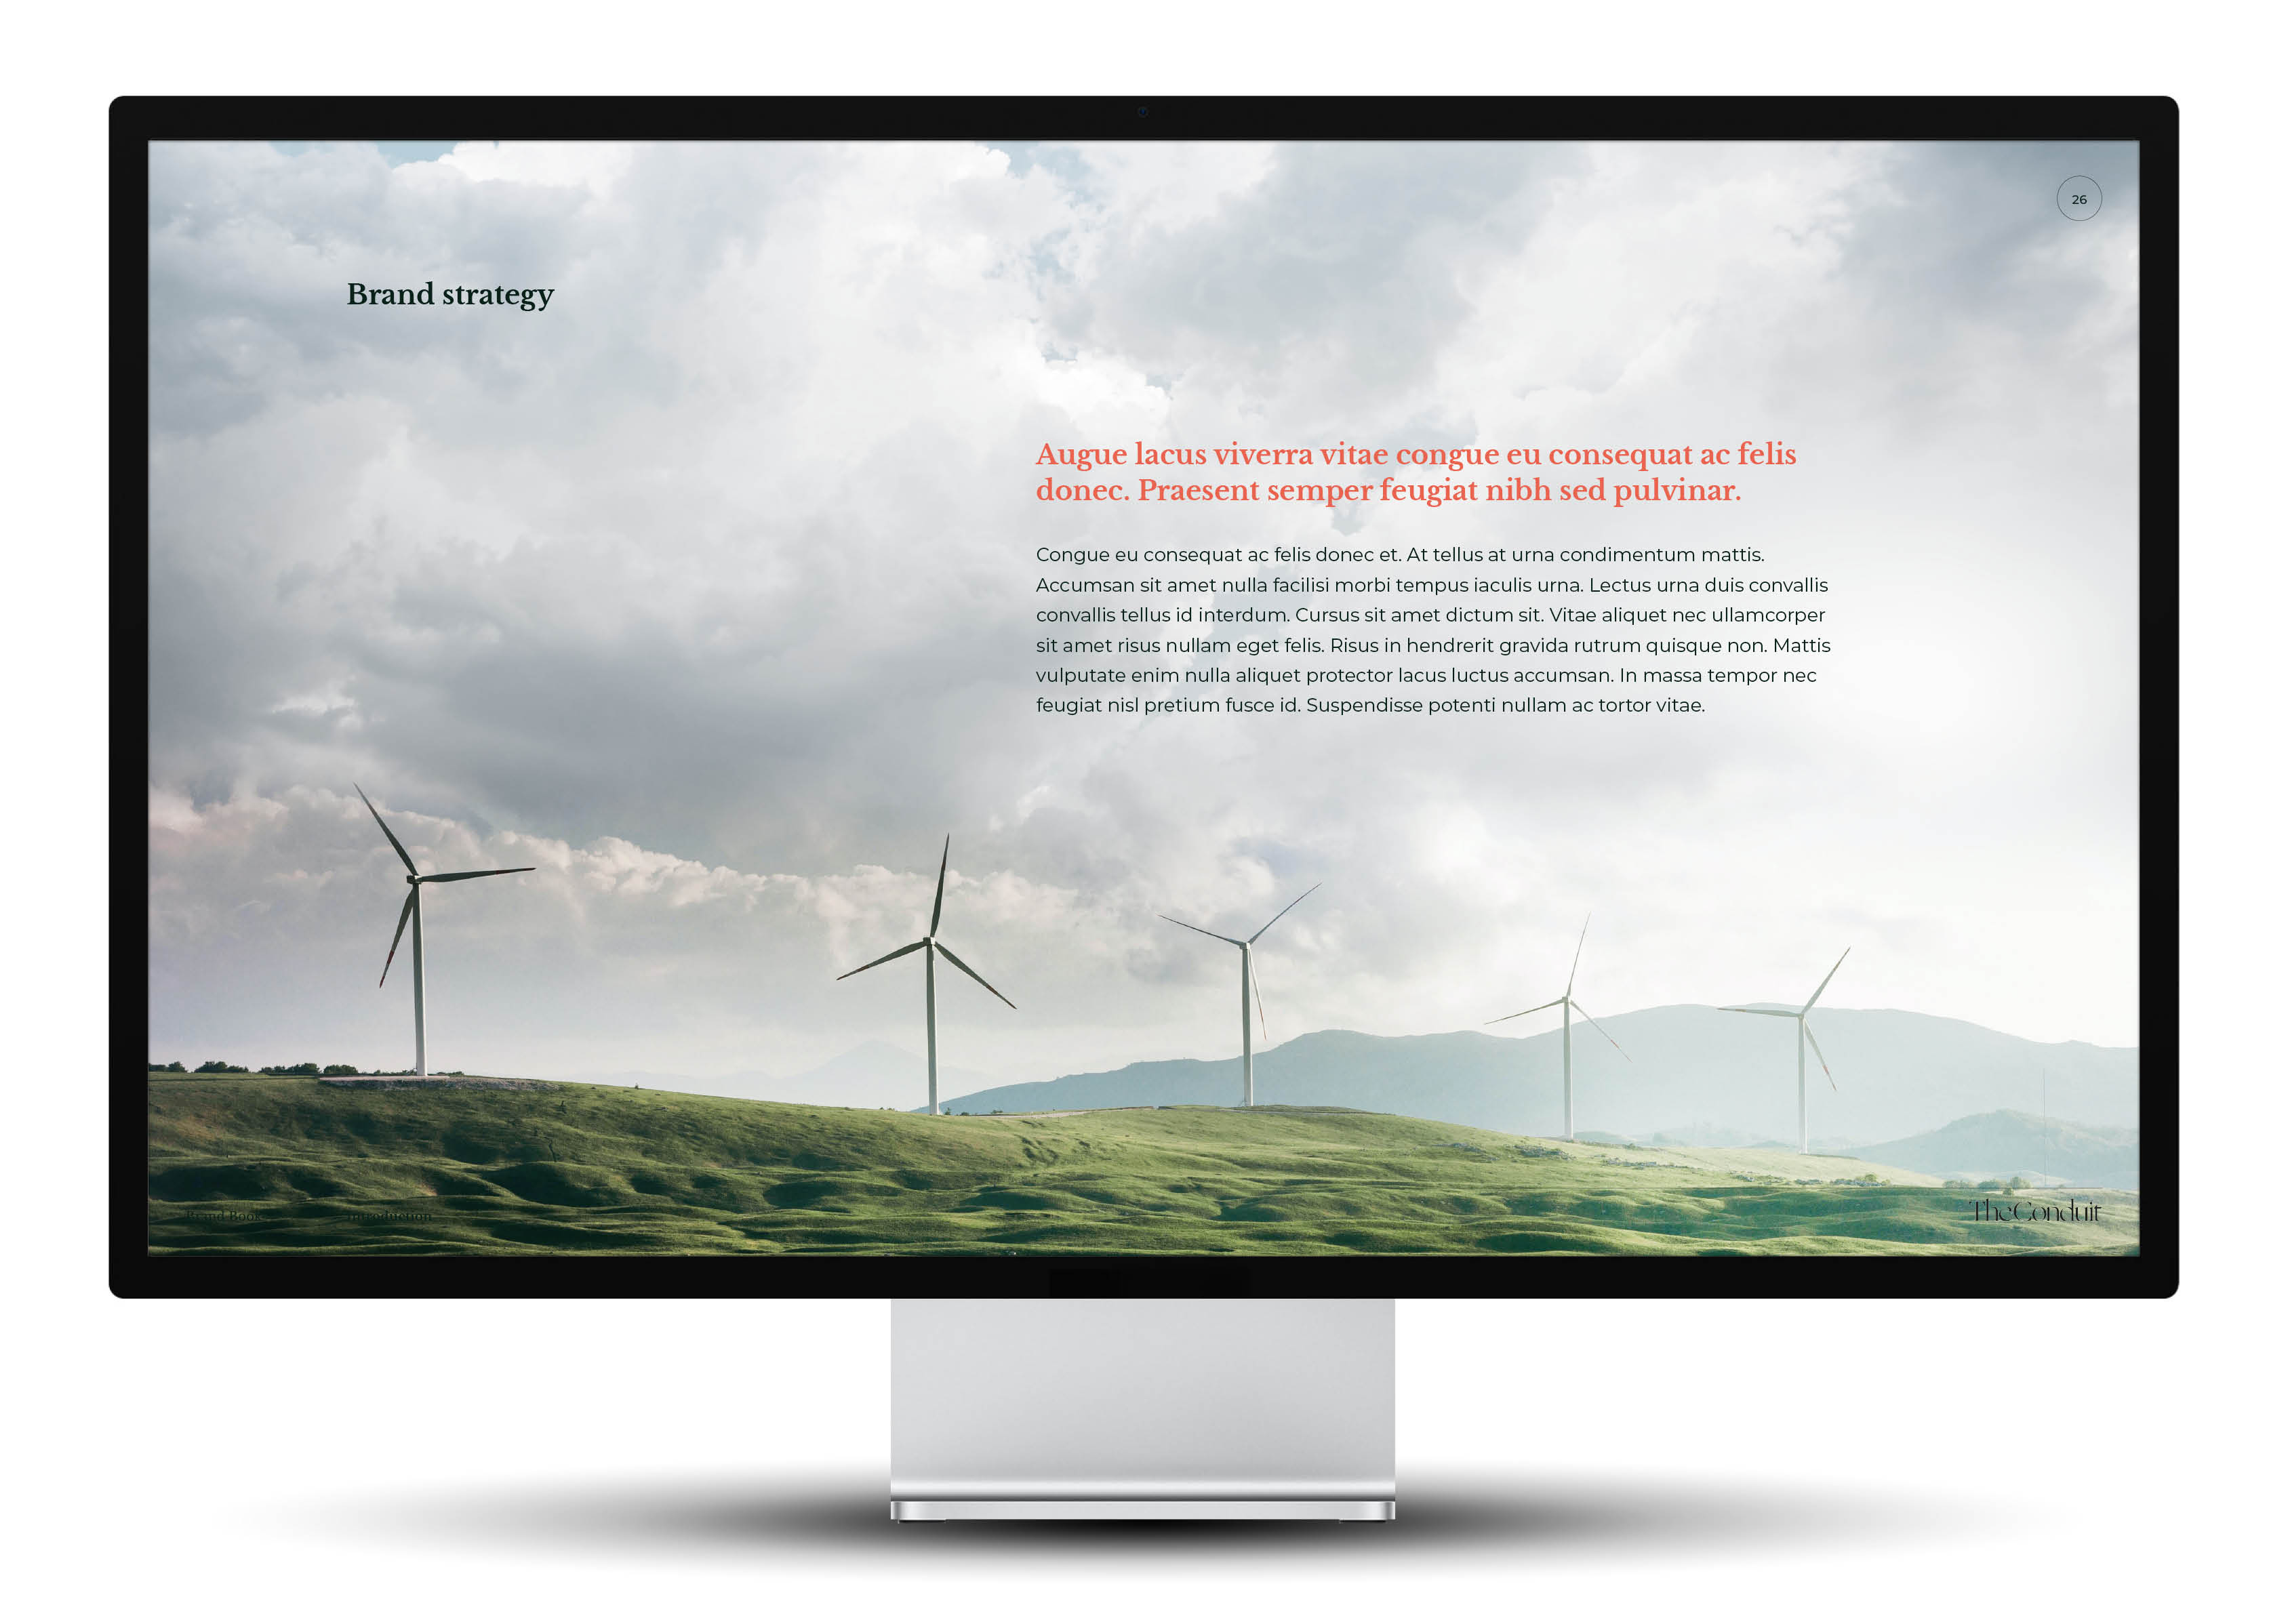 26
Brand strategy
Augue lacus viverra vitae congue eu consequat ac felis
donec. Praesent semper feugiat nibh sed pulvinar.
Congue eu consequat ac felis donec et. At tellus at urna condimentum mattis.
Accumsan sit amet nulla facilisi morbi tempus iaculis urna. Lectus urna duis convallis
convallis tellus id interdum. Cursus sit amet dictum sit. Vitae aliquet nec ullamcorper
sit amet risus nullam eget felis. Risus in hendrerit gravida rutrum quisque non. Mattis
vulputate enim nulla aliquet protector lacus luctus accumsan. In massa tempor nec
feugiat nisl pretium fusce id. Suspendisse potenti nullam ac tortor vitae.
Brand Book
Introduction
The Conduit